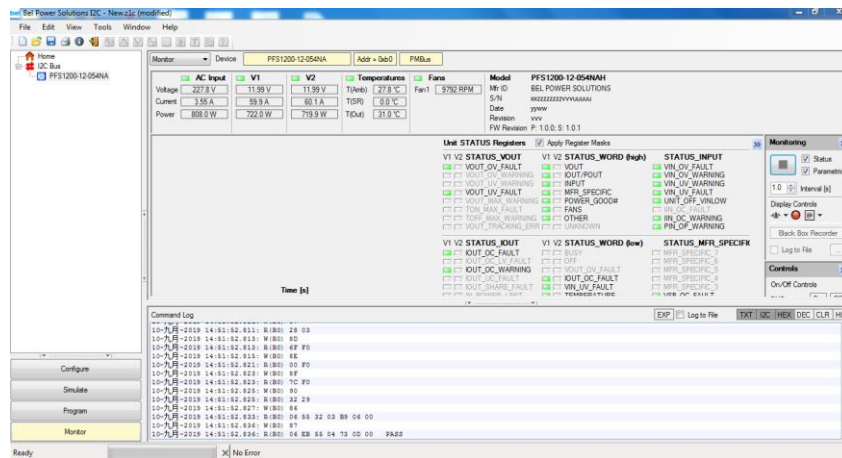 Bel Power Solutions I2C - New.z1c (modified)
File Edit View Tools Window Help
Home
I2C Bus
PFS1200-12-054NA
Monitor Device PFS1200-12-054NA Addr = 0xb0 PMBus
AC Input V1 V2 Temperatures Fans
Voltage 227.8 V 11.99 V 11.99 V T(Amb) 27.8 °C Fan1 9792 RPM
Current 3.55 A 59.9 A 60.1 A T(SR) 0.0 °C
Power 808.0 W 722.0 W 719.9 W T(Out) 31.0 °C
Model PFS1200-12-054NAH
Mfr ID BEL POWER SOLUTIONS
S/N
Date yyww
Revision vvv
FW Revision P: 1.0.0; S: 1.0.1
Unit STATUS Registers Apply Register Masks
V1 V2 STATUS_VOUT
VOUT_OV_FAULT
VOUT_OV_WARNING
VOUT_UV_WARNING
VOUT_UV_FAULT
VOUT_MAX_WARNING
TON_MAX_FAULT
TOFF_MAX_WARNING
VOUT_TRACKING_ERR
V1 V2 STATUS_WORD (high)
VOUT
IOUT/POUT
INPUT
MFR_SPECIFIC
POWER_GOOD#
FANS
OTHER
UNKNOWN
STATUS_INPUT
VIN_OV_FAULT
VIN_OV_WARNING
VIN_UV_WARNING
VIN_UV_FAULT
UNIT_OFF_VINLOW
IIN_OC_FAULT
IIN_OC_WARNING
PIN_OP_WARNING
V1 V2 STATUS_IOUT
IOUT_OC_FAULT
IOUT_OC_LV_FAULT
IOUT_OC_WARNING
IOUT_UC_FAULT
IOUT_SHARE_FAULT
IN_POWER_LIMIT
V1 V2 STATUS_WORD (low)
BUSY
OFF
VOUT_OV_FAULT
IOUT_OC_FAULT
VIN_UV_FAULT
TEMPERATURE
STATUS_MFR_SPECIFIC
MFR_SPECIFIC_7
MFR_SPECIFIC_6
MFR_SPECIFIC_5
MFR_SPECIFIC_4
MFR_SPECIFIC_3
VSB_OC_FAULT
Monitoring
Status
Parametric
1.0 Interval [s]
Display Controls
Black Box Recorder
Log to File
Controls
On/Off Controls
Time [s]
Command Log EXP Log to File TXT I2C HEX DEC CLR
10-九月-2019 14:51:52.811: R(B0) 28 03
10-九月-2019 14:51:52.813: W(B0) 8D
10-九月-2019 14:51:52.815: R(B0) 6F F0
10-九月-2019 14:51:52.815: W(B0) 8E
10-九月-2019 14:51:52.821: R(B0) 00 F0
10-九月-2019 14:51:52.823: W(B0) 8F
10-九月-2019 14:51:52.823: R(B0) 7C F0
10-九月-2019 14:51:52.825: W(B0) 90
10-九月-2019 14:51:52.825: R(B0) 32 29
10-九月-2019 14:51:52.827: W(B0) 86
10-九月-2019 14:51:52.833: R(B0) 06 55 32 03 B9 06 00
10-九月-2019 14:51:52.836: W(B0) 87
10-九月-2019 14:51:52.836: R(B0) 06 EB 55 04 73 0D 00 PASS
Configure
Simulate
Program
Monitor
Ready No Error